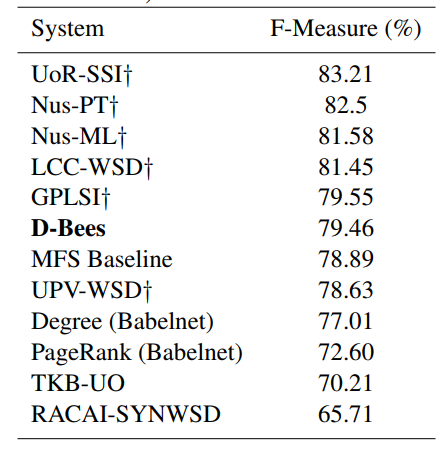 System F-Measure (%)
UoR-SSI† 83.21
Nus-PT† 82.5
Nus-ML† 81.58
LCC-WSD† 81.45
GPLSI† 79.55
D-Bees 79.46
MFS Baseline 78.89
UPV-WSD† 78.63
Degree (Babelnet) 77.01
PageRank (Babelnet) 72.60
TKB-UO 70.21
RACAI-SYNWSD 65.71